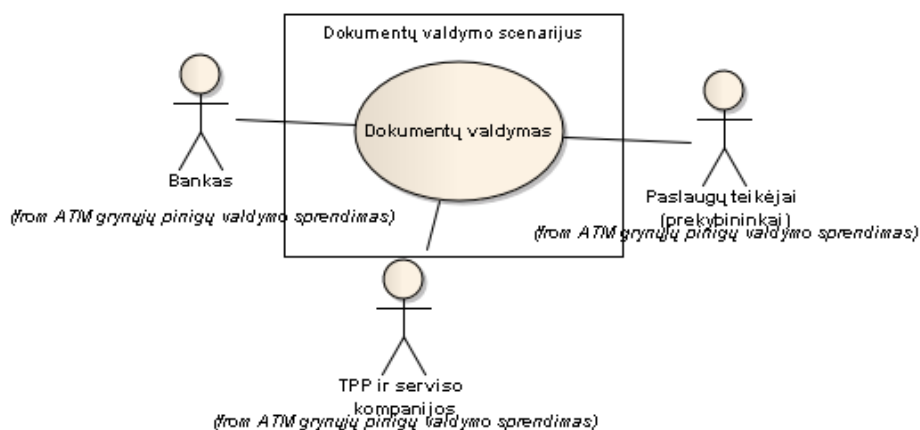 Dokumentų valdymo scenarijus
Dokumentų valdymas
Bankas
(from ATM grynųjų pinigų valdymo sprendimas)
Paslaugų teikėjai
(prekybininkai)
(from ATM grynųjų pinigų valdymo sprendimas)
TPP ir serviso
kompanijos
(from ATM grynųjų pinigų valdymo sprendimas)